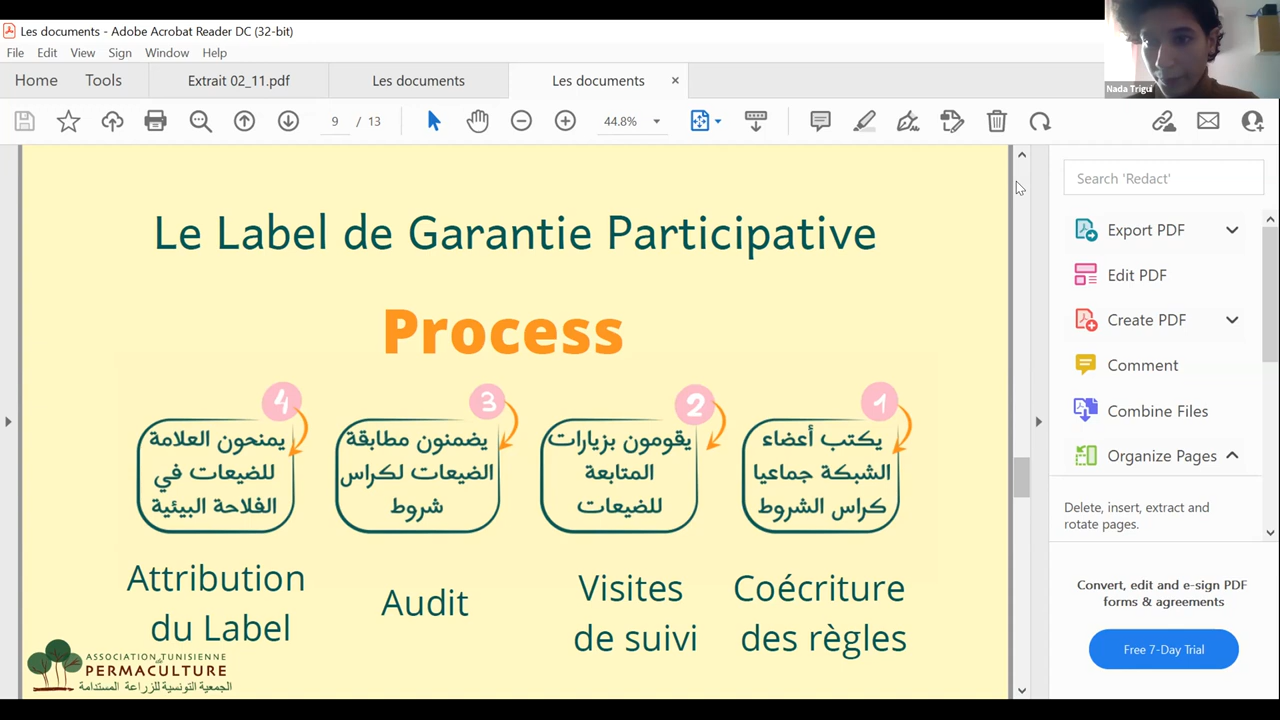 Les documents - Adobe Acrobat Reader DC (32-bit)
File Edit View Sign Window Help
Home Tools Extrait 02_11.pdf Les documents Les documents ×
Nada Trigui
9 / 13 44.8%
Le Label de Garantie Participative
Process
1
يكتب أعضاء
الشبكة جماعيا
كراس الشروط
Coécriture
des règles
2
يقومون بزيارات
المتابعة
للضيعات
Visites
de suivi
3
يضمنون مطابقة
الضيعات لكراس
شروط
Audit
4
يمنحون العلامة
للضيعات في
الفلاحة البيئية
Attribution
du Label
ASSOCIATION TUNISIENNE
PERMACULTURE
الجمعية التونسية للزراعة المستدامة
Search 'Redact'
Export PDF
Edit PDF
Create PDF
Comment
Combine Files
Organize Pages
Delete, insert, extract and
rotate pages.
Convert, edit and e-sign PDF
forms & agreements
Free 7-Day Trial